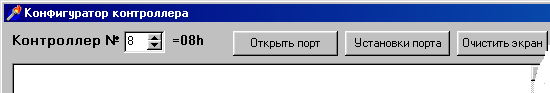 Конфигуратор контроллера
Контроллер № 8 =08h Открыть порт Установки порта Очистить экран